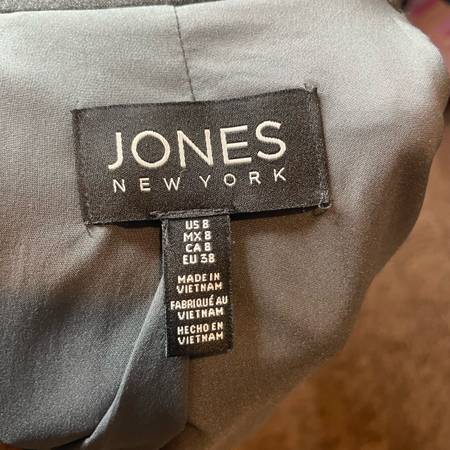 JONES
NEW YORK
US 8
MX 8
CA 8
EU 38
MADE IN
VIETNAM
FABRIQUÉ AU
VIETNAM
HECHO EN
VIETNAM